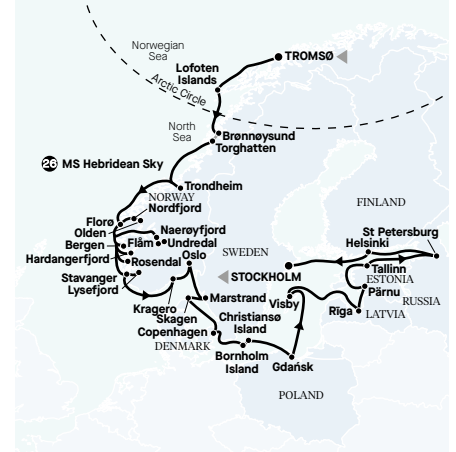 Norwegian
Sea
TROMSØ
Lofoten
Islands
Arctic Circle
North
Sea
Brønnøysund
Torghatten
26 MS Hebridean Sky
Trondheim
NORWAY
Nordfjord
FINLAND
Florø
Olden
Naerøyfjord
St Petersburg
Bergen
Flåm
Undredal
Helsinki
Hardangerfjord
Rosendal
Oslo
SWEDEN
Tallinn
Stavanger
STOCKHOLM
ESTONIA
Lysefjord
Pärnu
Marstrand
Visby
RUSSIA
Kragero
Skagen
Christiansø
Island
Rīga
LATVIA
Copenhagen
DENMARK
Bornholm
Island
Gdańsk
POLAND